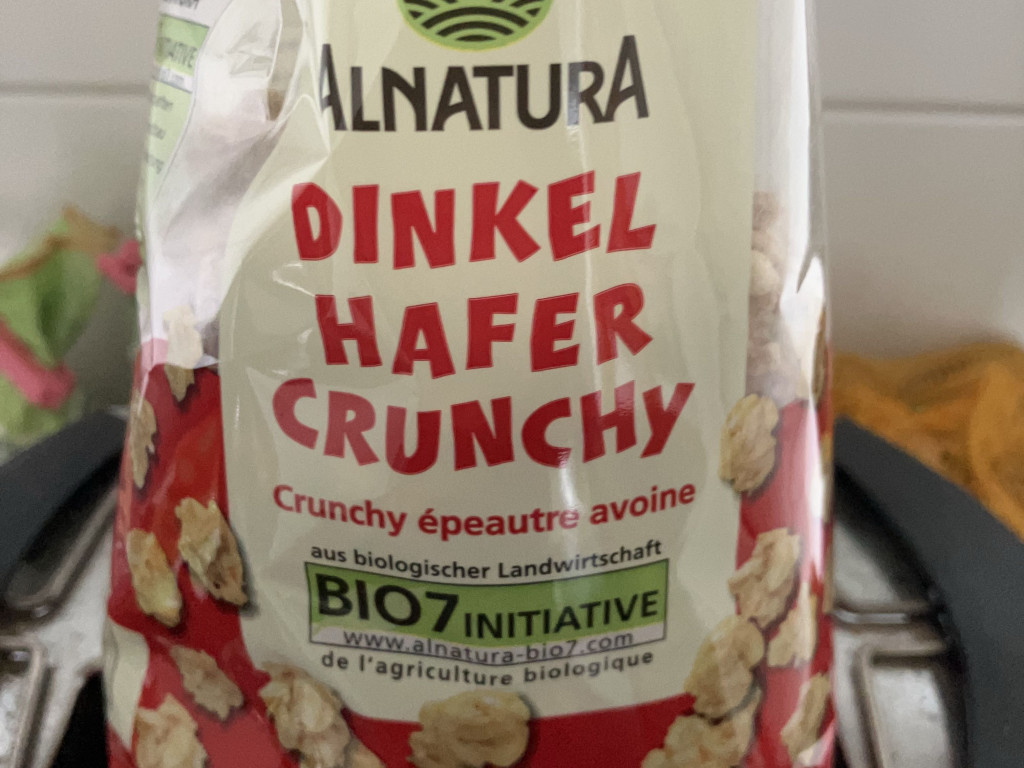 ALNATURA
DINKEL
HAFER
CRUNCHY
Crunchy épeautre avoine
aus biologischer Landwirtschaft
BIO7 INITIATIVE
www.alnatura-bio7.com
de l'agriculture biologique